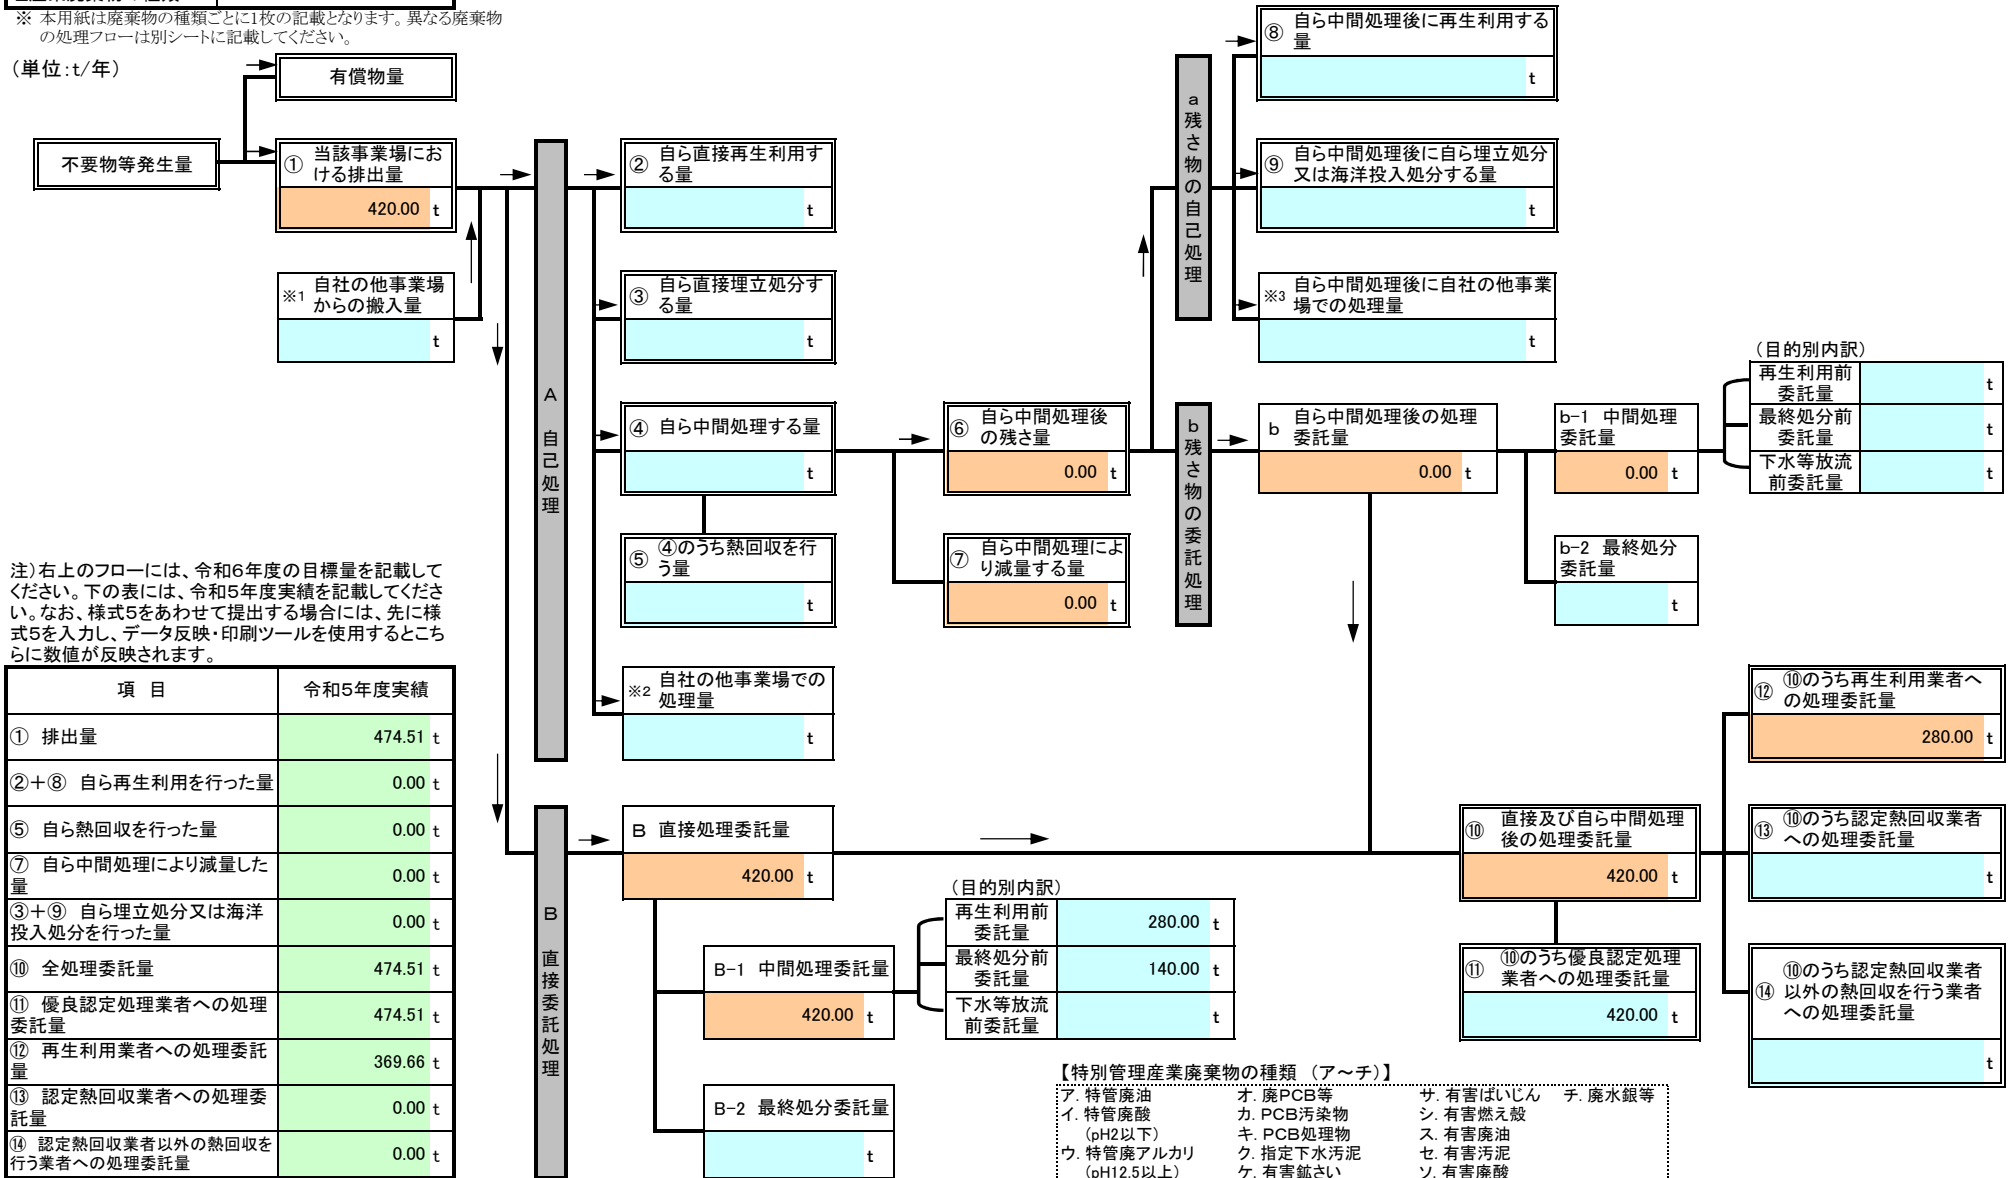 ※ 本用紙は廃棄物の種類ごとに1枚の記載となります。異なる廃棄物
の処理フローは別シートに記載してください。
（単位：t/年）
有償物量
不要物等発生量
① 当該事業場にお
ける排出量
420.00 t
※1 自社の他事業場
からの搬入量
t
A 自己処理
② 自ら直接再生利用す
る量
t
③ 自ら直接埋立処分す
る量
t
④ 自ら中間処理する量
t
⑤ ④のうち熱回収を行
う量
t
※2 自社の他事業場での
処理量
t
⑥ 自ら中間処理後
の残さ量
0.00 t
⑦ 自ら中間処理によ
り減量する量
0.00 t
a 残さ物の自己処理
⑧ 自ら中間処理後に再生利用する
量
t
⑨ 自ら中間処理後に自ら埋立処分
又は海洋投入処分する量
t
※3 自ら中間処理後に自社の他事業
場での処理量
t
b 残さ物の委託処理
b 自ら中間処理後の処理
委託量
0.00 t
b-1 中間処理
委託量
0.00 t
b-2 最終処分
委託量
t
（目的別内訳）
再生利用前
委託量
t
最終処分前
委託量
t
下水等放流
前委託量
t
注）右上のフローには、令和６年度の目標量を記載して
ください。下の表には、令和５年度実績を記載してくださ
い。なお、様式５をあわせて提出する場合には、先に様
式５を入力し、データ反映・印刷ツールを使用するとこち
らに数値が反映されます。
項 目 令和５年度実績
① 排出量 474.51 t
②＋⑧ 自ら再生利用を行った量 0.00 t
⑤ 自ら熱回収を行った量 0.00 t
⑦ 自ら中間処理により減量した
量 0.00 t
③＋⑨ 自ら埋立処分又は海洋
投入処分を行った量 0.00 t
⑩ 全処理委託量 474.51 t
⑪ 優良認定処理業者への処理
委託量 474.51 t
⑫ 再生利用業者への処理委託
量 369.66 t
⑬ 認定熱回収業者への処理委
託量 0.00 t
⑭ 認定熱回収業者以外の熱回収を
行う業者への処理委託量 0.00 t
B 直接委託処理
B 直接処理委託量
420.00 t
B-1 中間処理委託量
420.00 t
B-2 最終処分委託量
t
（目的別内訳）
再生利用前
委託量
280.00 t
最終処分前
委託量
140.00 t
下水等放流
前委託量
t
⑩ 直接及び自ら中間処理
後の処理委託量
420.00 t
⑪ ⑩のうち優良認定処理
業者への処理委託量
420.00 t
⑫ ⑩のうち再生利用業者へ
の処理委託量
280.00 t
⑬ ⑩のうち認定熱回収業者
への処理委託量
t
⑭ ⑩のうち認定熱回収業者
以外の熱回収を行う業者
への処理委託量
t
【特別管理産業廃棄物の種類 （ア～チ）】
ア. 特管廃油 オ. 廃PCB等 サ. 有害ばいじん チ. 廃水銀等
イ. 特管廃酸 カ. PCB汚染物 シ. 有害燃え殻
（pH2以下） キ. PCB処理物 ス. 有害廃油
ウ. 特管廃アルカリ ク. 指定下水汚泥 セ. 有害汚泥
（pH12.5以上） ケ. 有害鉱さい ソ. 有害廃酸